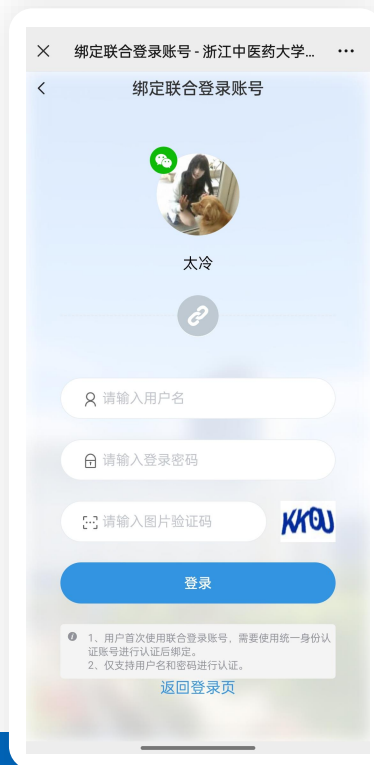 绑定联合登录账号 - 浙江中医药大学...
绑定联合登录账号
太冷
请输入用户名
请输入登录密码
请输入图片验证码
KKOU
登录
1、用户首次使用联合登录账号，需要使用统一身份认
证账号进行认证后绑定。
2、仅支持用户名和密码进行认证。
返回登录页